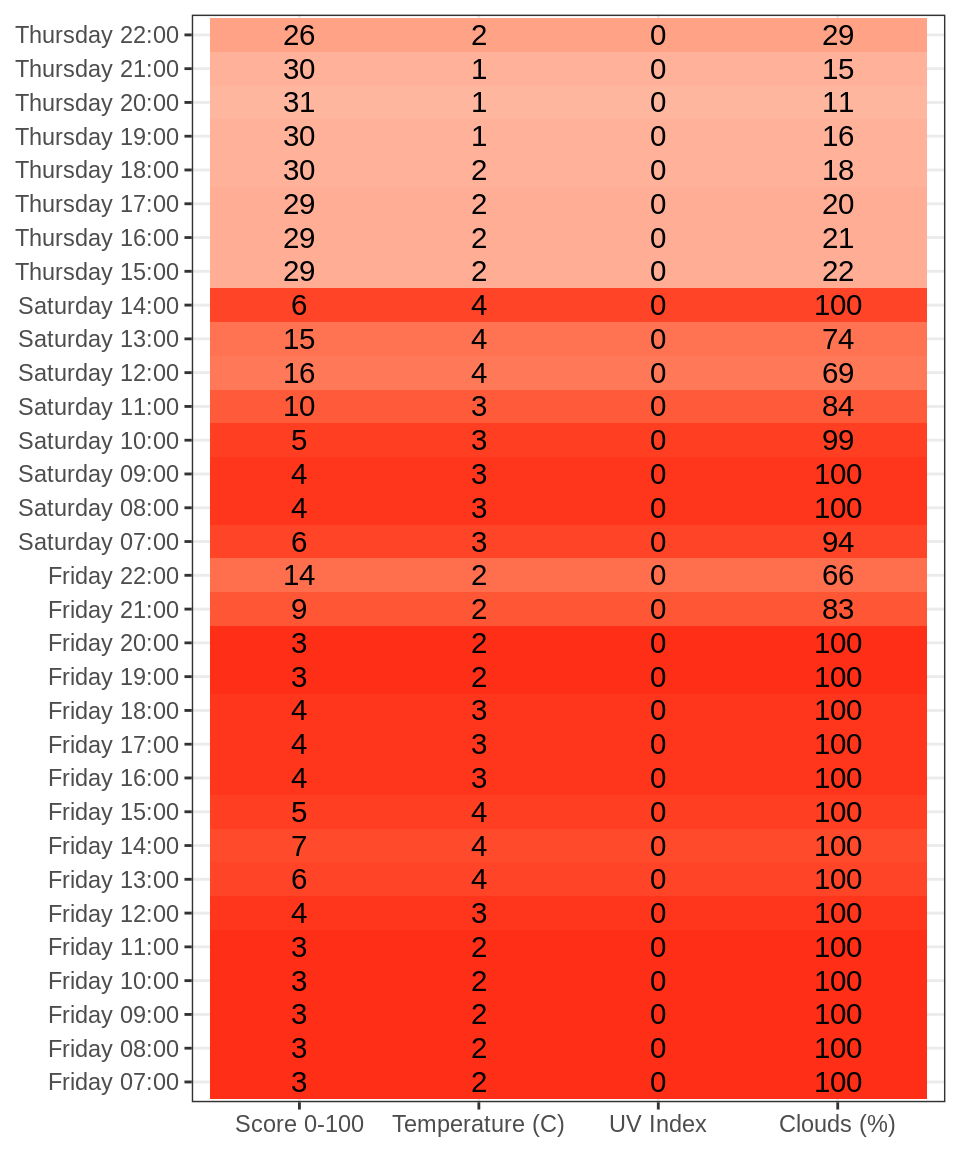 Thursday 22:00 26 2 0 29
Thursday 21:00 30 1 0 15
Thursday 20:00 31 1 0 11
Thursday 19:00 30 1 0 16
Thursday 18:00 30 2 0 18
Thursday 17:00 29 2 0 20
Thursday 16:00 29 2 0 21
Thursday 15:00 29 2 0 22
Saturday 14:00 6 4 0 100
Saturday 13:00 15 4 0 74
Saturday 12:00 16 4 0 69
Saturday 11:00 10 3 0 84
Saturday 10:00 5 3 0 99
Saturday 09:00 4 3 0 100
Saturday 08:00 4 3 0 100
Saturday 07:00 6 3 0 94
Friday 22:00 14 2 0 66
Friday 21:00 9 2 0 83
Friday 20:00 3 2 0 100
Friday 19:00 3 2 0 100
Friday 18:00 4 3 0 100
Friday 17:00 4 3 0 100
Friday 16:00 4 3 0 100
Friday 15:00 5 4 0 100
Friday 14:00 7 4 0 100
Friday 13:00 6 4 0 100
Friday 12:00 4 3 0 100
Friday 11:00 3 2 0 100
Friday 10:00 3 2 0 100
Friday 09:00 3 2 0 100
Friday 08:00 3 2 0 100
Friday 07:00 3 2 0 100
Score 0-100 Temperature (C) UV Index Clouds (%)